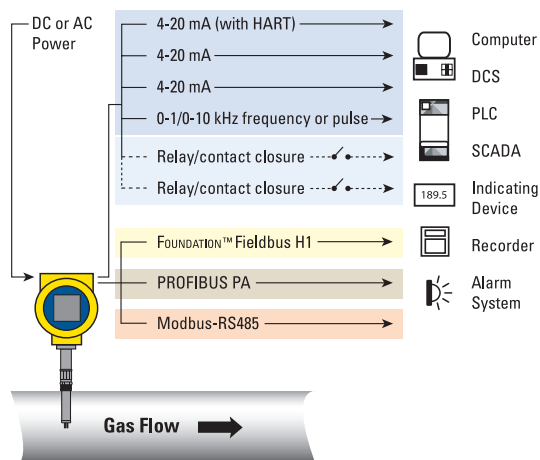 DC or AC
Power
4-20 mA (with HART)
4-20 mA
4-20 mA
0-1/0-10 kHz frequency or pulse
Relay/contact closure
Relay/contact closure
FOUNDATION™ Fieldbus H1
PROFIBUS PA
Modbus-RS485
Computer
DCS
PLC
SCADA
189.5
Indicating
Device
Recorder
Alarm
System
Gas Flow